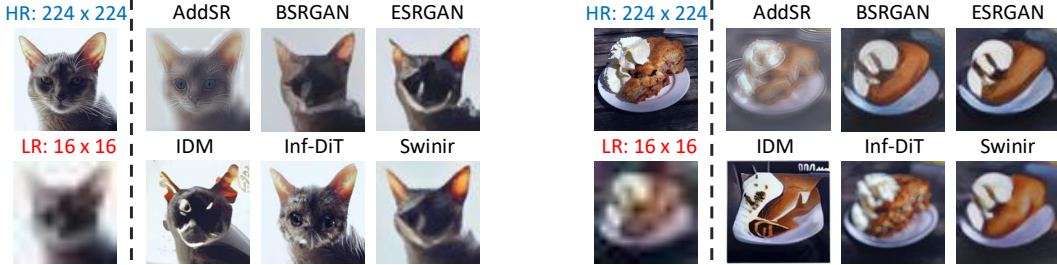 HR: 224 x 224
AddSR
BSRGAN
ESRGAN
LR: 16 x 16
IDM
Inf-DiT
Swinir
HR: 224 x 224
AddSR
BSRGAN
ESRGAN
LR: 16 x 16
IDM
Inf-DiT
Swinir